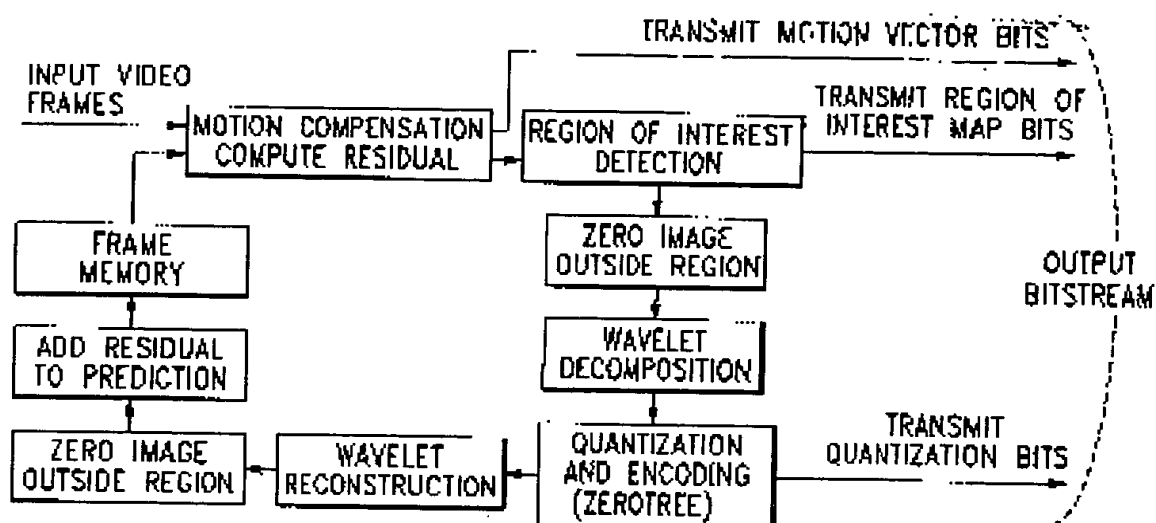 TRANSMIT MOTION VECTOR BITS
INPUT VIDEO
FRAMES
MOTION COMPENSATION
COMPUTE RESIDUAL
REGION OF INTEREST
DETECTION
TRANSMIT REGION OF
INTEREST MAP BITS
FRAME
MEMORY
ZERO IMAGE
OUTSIDE REGION
OUTPUT
BITSTREAM
ADD RESIDUAL
TO PREDICTION
WAVELET
DECOMPOSITION
ZERO IMAGE
OUTSIDE REGION
WAVELET
RECONSTRUCTION
QUANTIZATION
AND ENCODING
(ZEROTREE)
TRANSMIT
QUANTIZATION BITS